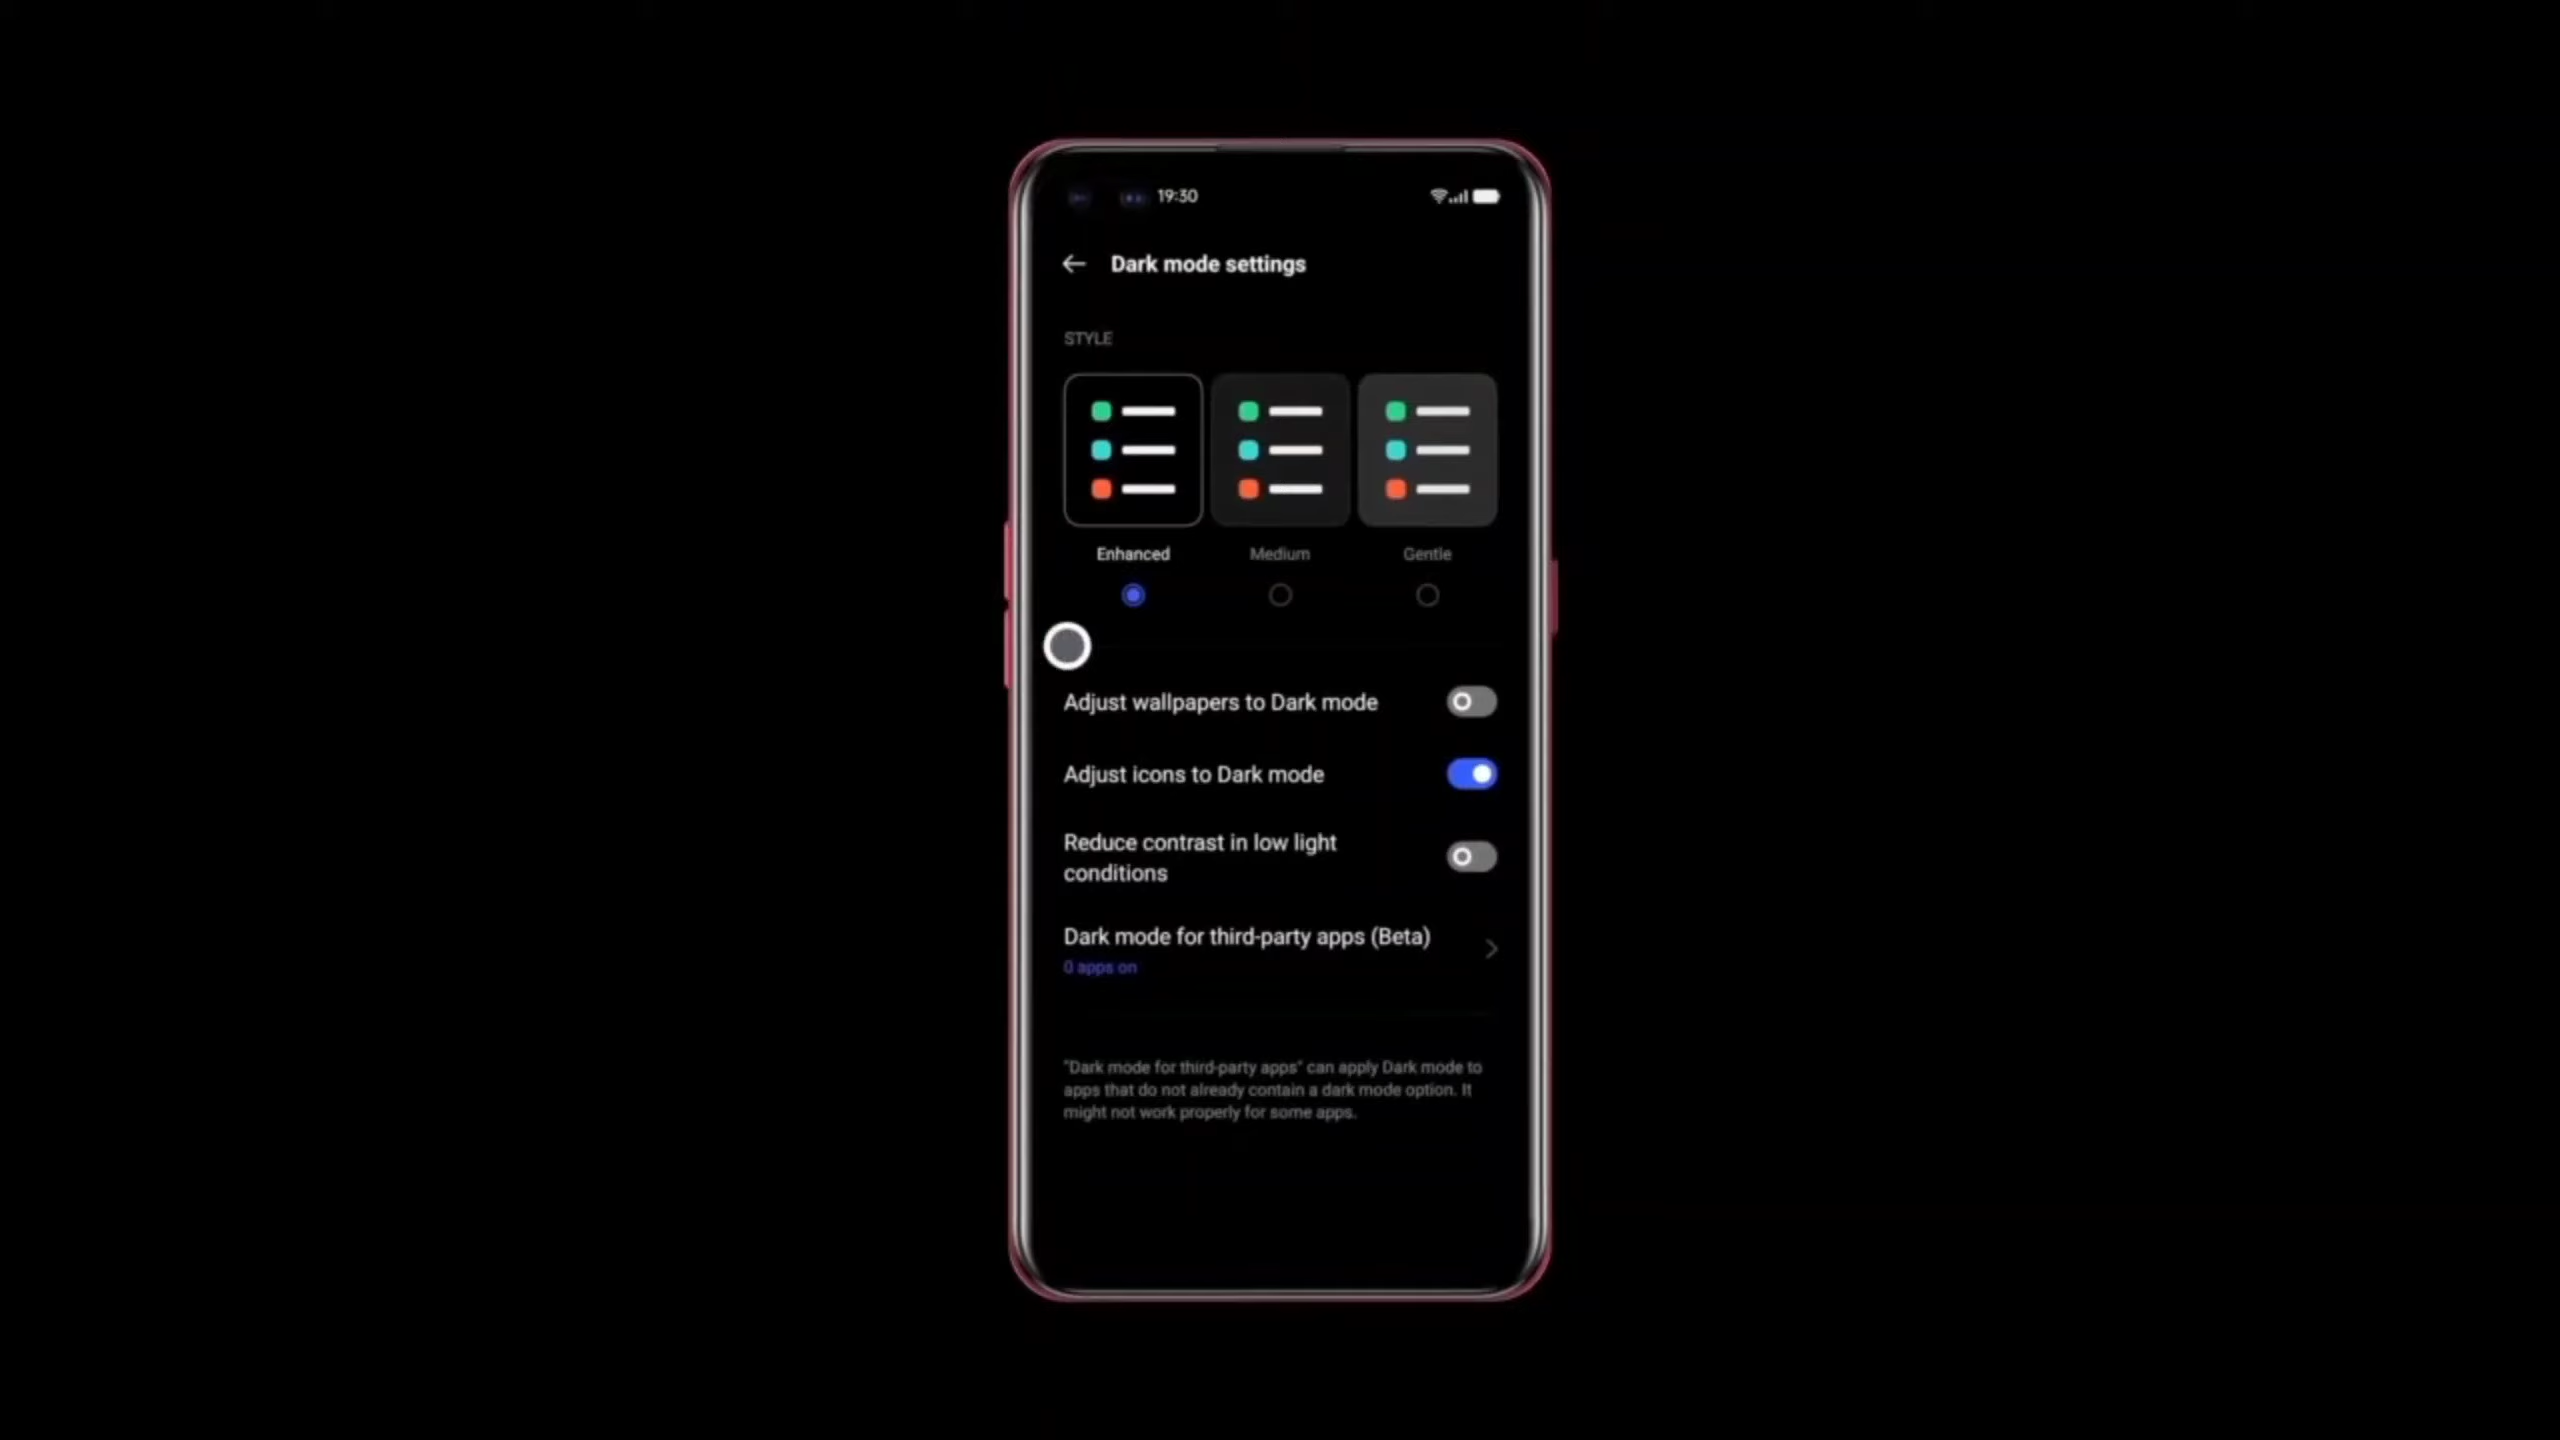 19:30
Dark mode settings
STYLE
Enhanced
Medium
Gentle
Adjust wallpapers to Dark mode
Adjust icons to Dark mode
Reduce contrast in low light
conditions
Dark mode for third-party apps (Beta)
0 apps on
"Dark mode for third-party apps" can apply Dark mode to
apps that do not already contain a dark mode option. It
might not work properly for some apps.